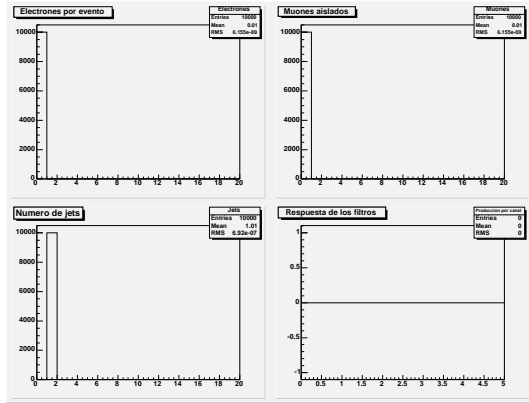 Electrones por evento
Electrones
Entries 10000
Mean 0.01
RMS 6.155e-09
10000
8000
6000
4000
2000
0
0 2 4 6 8 10 12 14 16 18 20
Muones aislados
Muones
Entries 10000
Mean 0.01
RMS 6.155e-09
10000
8000
6000
4000
2000
0
0 2 4 6 8 10 12 14 16 18 20
Numero de jets
Jets
Entries 10000
Mean 1.01
RMS 6.92e-07
10000
8000
6000
4000
2000
0
0 2 4 6 8 10 12 14 16 18 20
Respuesta de los filtros
Produccion por canal
Entries 0
Mean 0
RMS 0
1
0.5
0
-0.5
-1
0 0.5 1 1.5 2 2.5 3 3.5 4 4.5 5